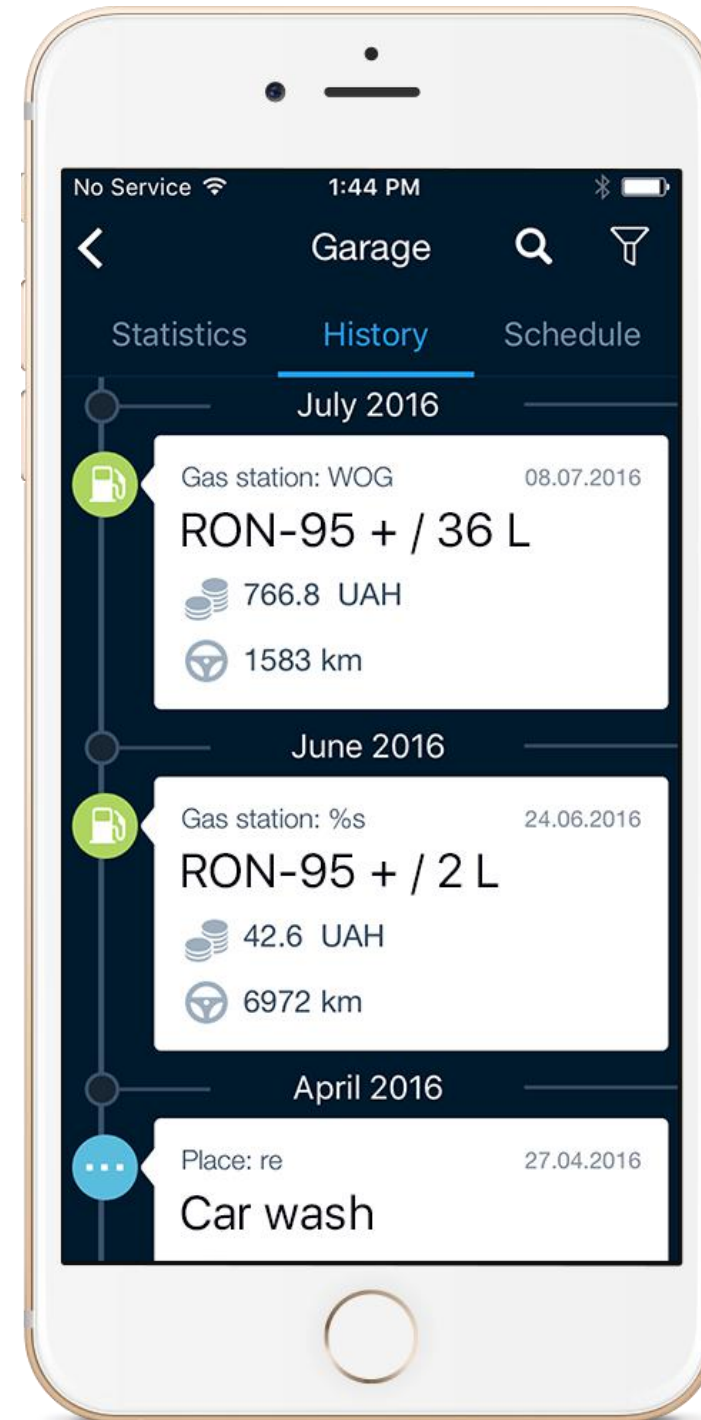 No Service 1:44 PM
Garage
Statistics History Schedule
July 2016
Gas station: WOG 08.07.2016
RON-95 + / 36 L
766.8 UAH
1583 km
June 2016
Gas station: %s 24.06.2016
RON-95 + / 2 L
42.6 UAH
6972 km
April 2016
Place: re 27.04.2016
Car wash